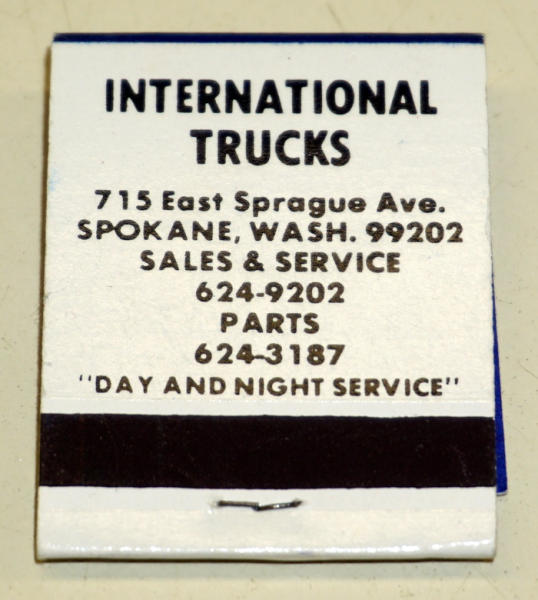 INTERNATIONAL
TRUCKS
715 East Sprague Ave.
SPOKANE, WASH. 99202
SALES & SERVICE
624-9202
PARTS
624-3187
"DAY AND NIGHT SERVICE"